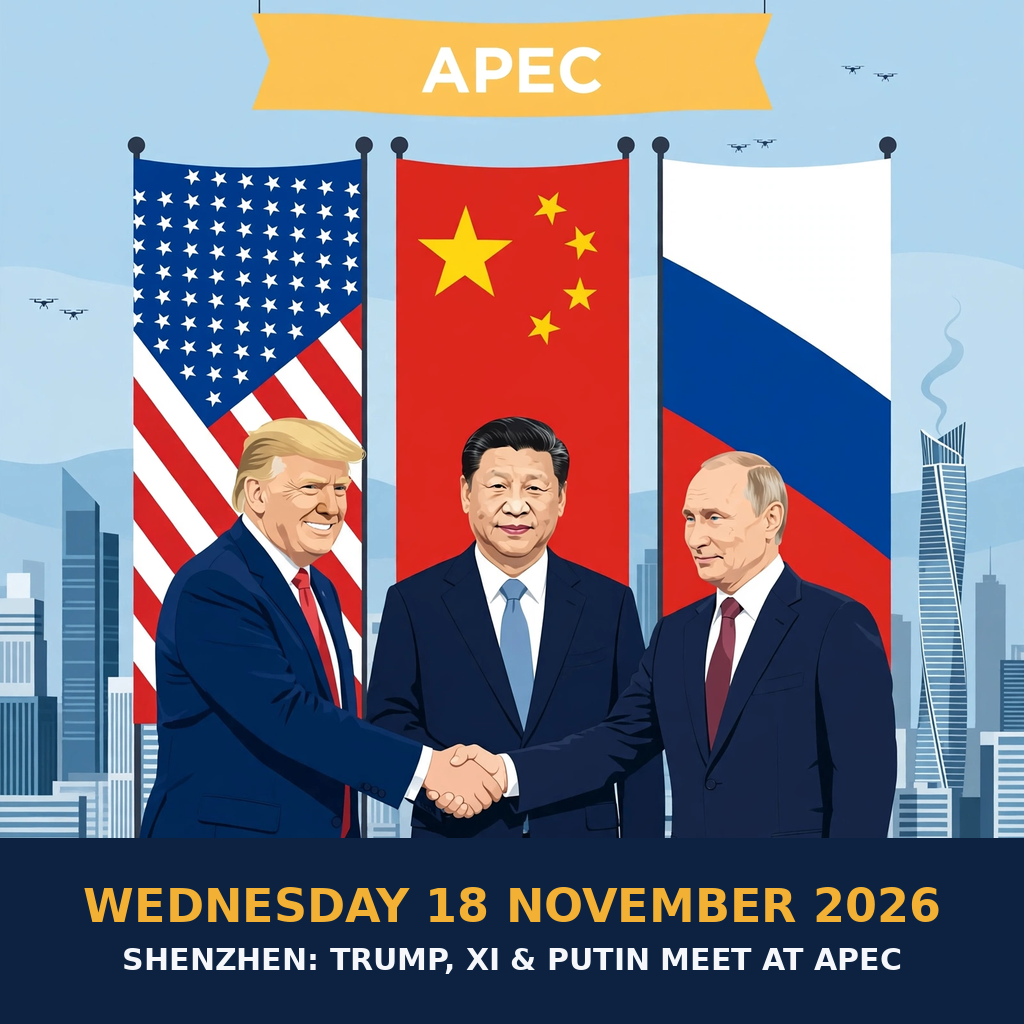 APEC
WEDNESDAY 18 NOVEMBER 2026
SHENZHEN: TRUMP, XI & PUTIN MEET AT APEC